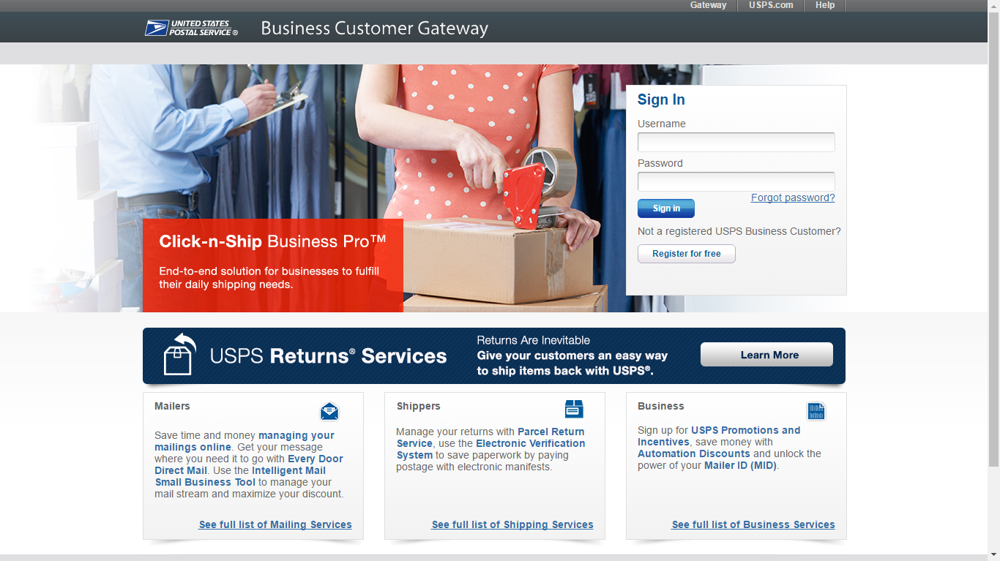 Gateway USPS.com Help
UNITED STATES
POSTAL SERVICE®
Business Customer Gateway
Sign In
Username
Password
Forgot password?
Sign in
Not a registered USPS Business Customer?
Register for free
Click-n-Ship Business Pro™
End-to-end solution for businesses to fulfill
their daily shipping needs.
USPS Returns® Services
Returns Are Inevitable
Give your customers an easy way
to ship items back with USPS®.
Learn More
Mailers
Save time and money managing your
mailings online. Get your message
where you need it to go with Every Door
Direct Mail. Use the Intelligent Mail
Small Business Tool to manage your
mail stream and maximize your discount.
See full list of Mailing Services
Shippers
Manage your returns with Parcel Return
Service, use the Electronic Verification
System to save paperwork by paying
postage with electronic manifests.
See full list of Shipping Services
Business
Sign up for USPS Promotions and
Incentives, save money with
Automation Discounts and unlock the
power of your Mailer ID (MID).
See full list of Business Services